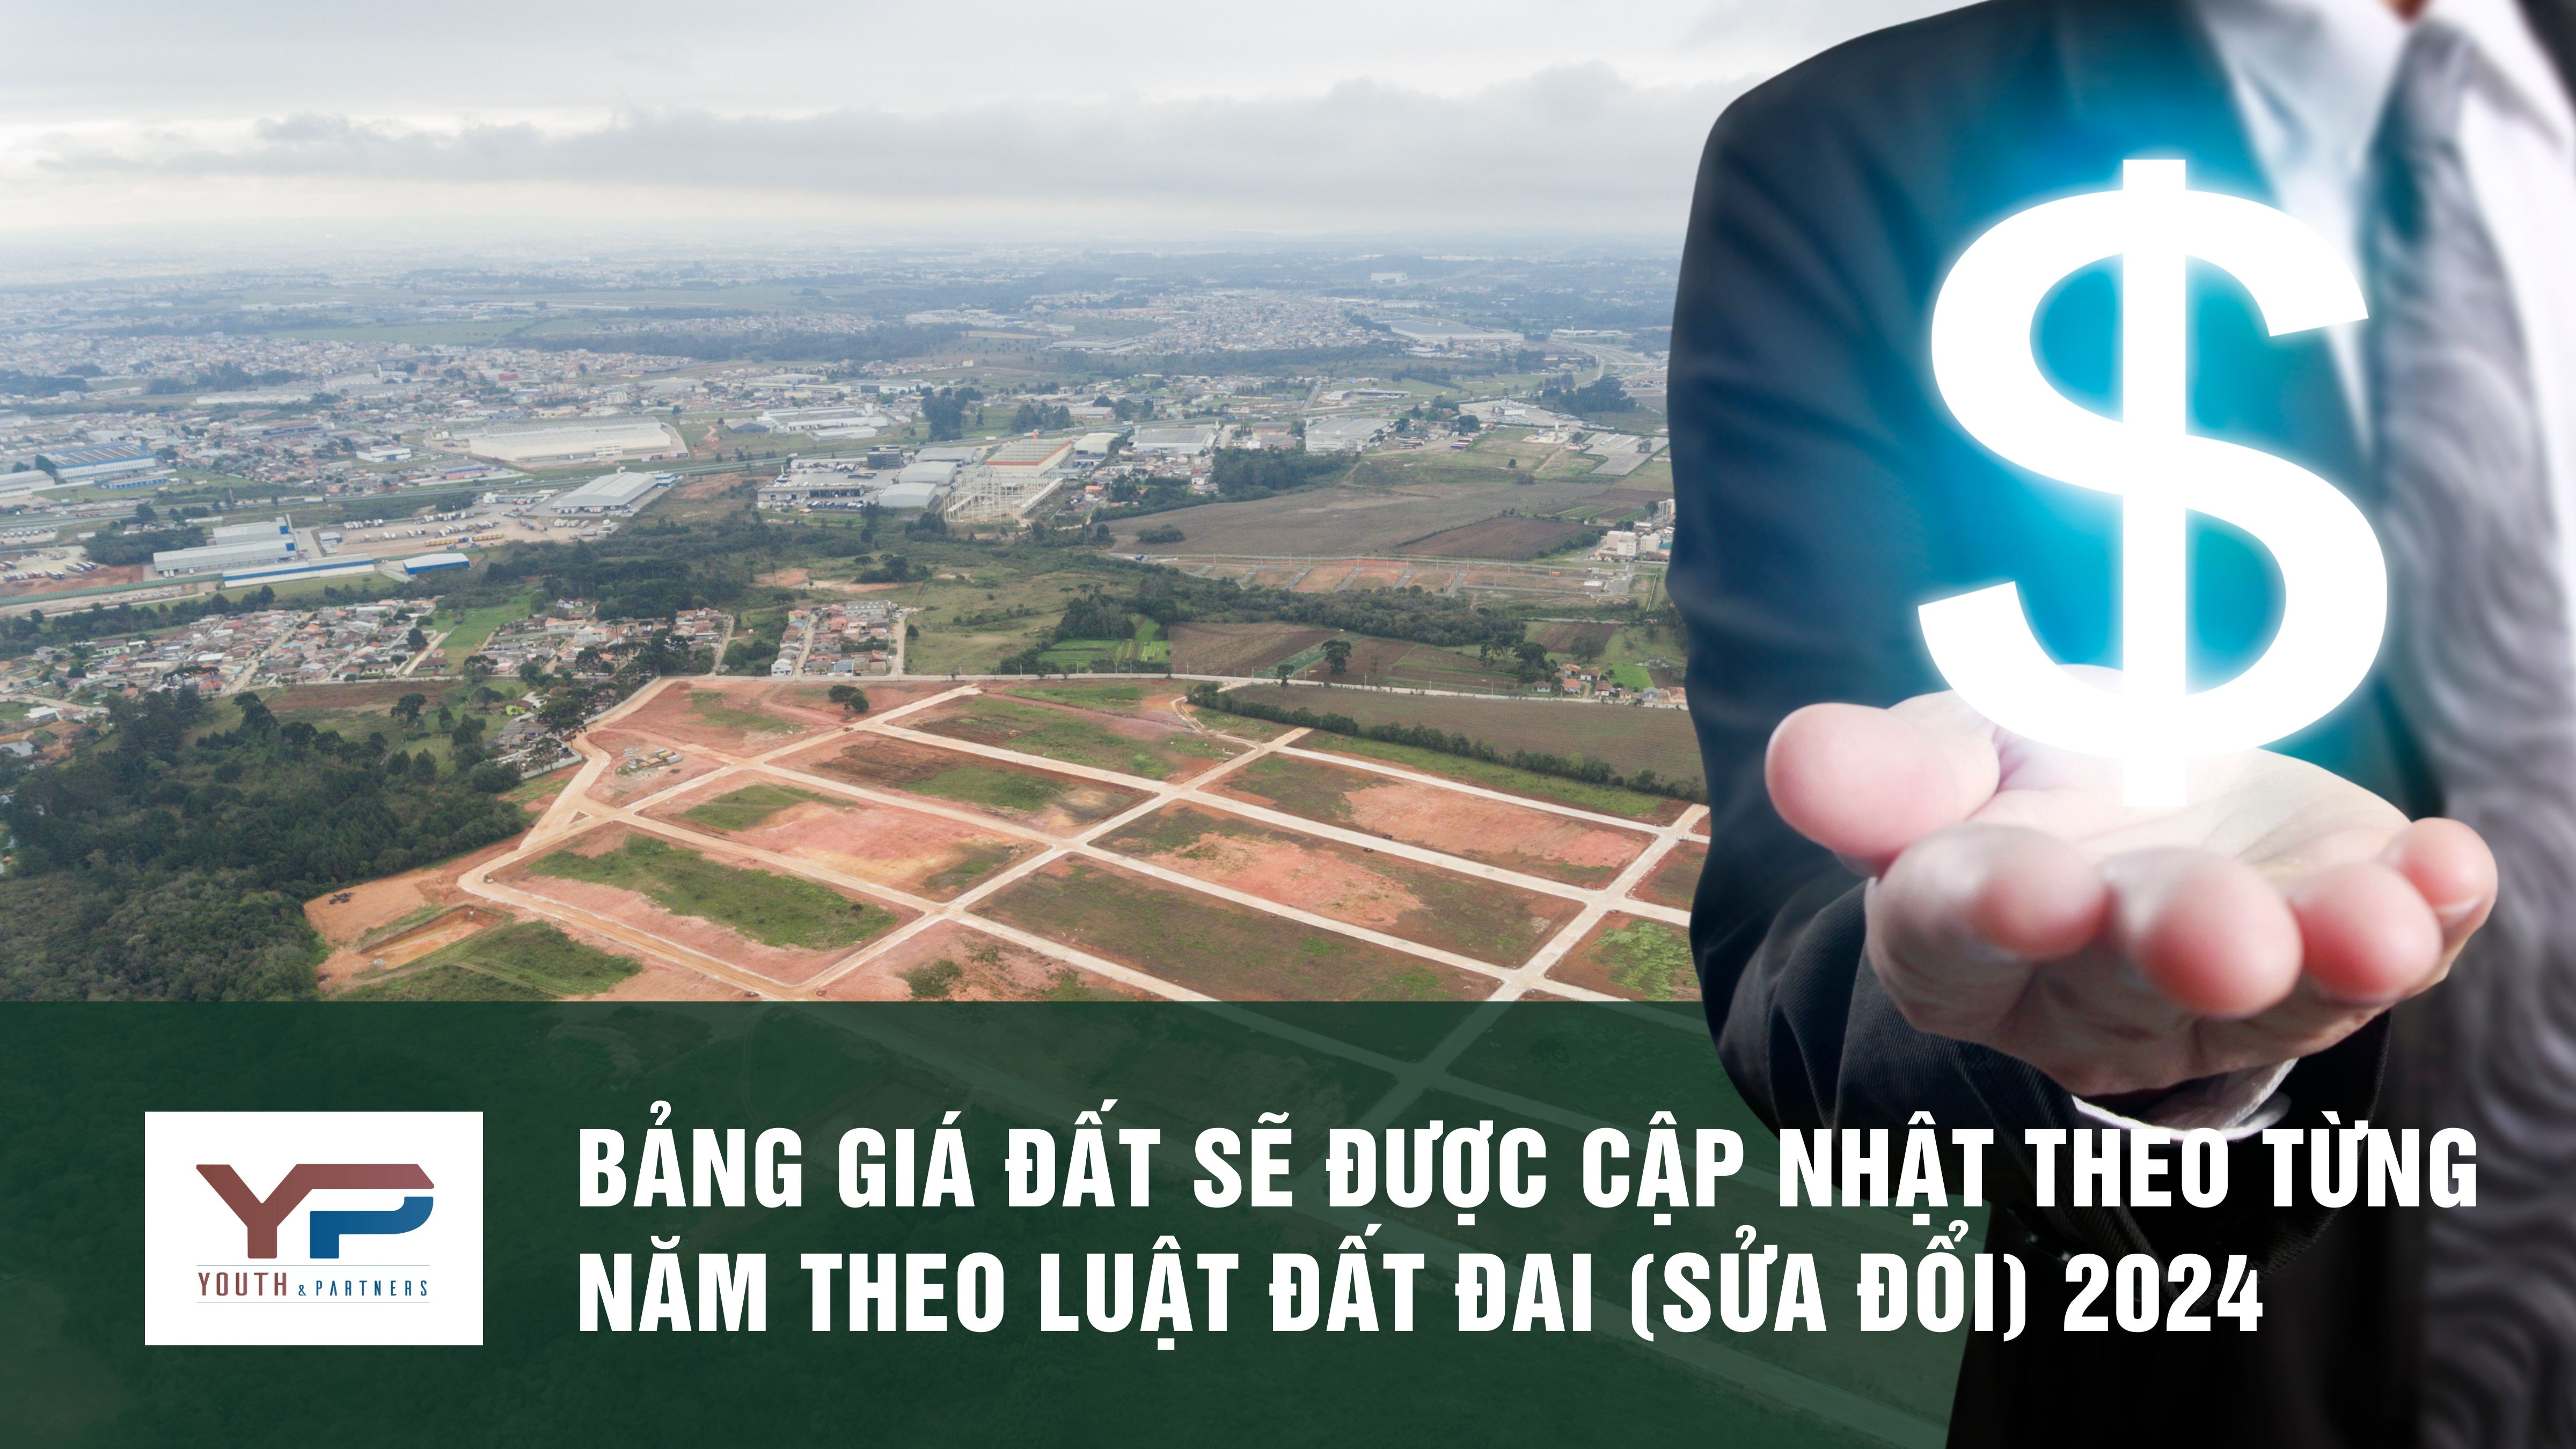 YP
YOUTH & PARTNERS
BẢNG GIÁ ĐẤT SẼ ĐƯỢC CẬP NHẬT THEO TỪNG
NĂM THEO LUẬT ĐẤT ĐAI (SỬA ĐỔI) 2024